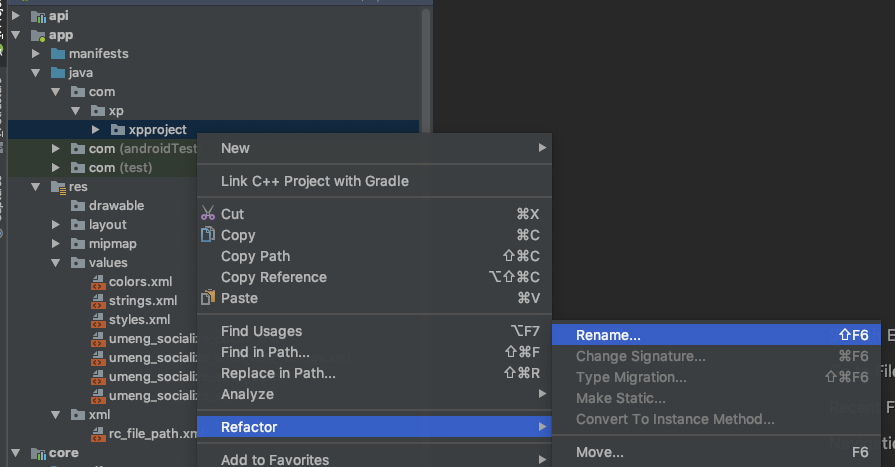 api
app
manifests
java
com
xp
xpproject
com (androidTest
com (test)
res
drawable
layout
mipmap
values
colors.xml
strings.xml
styles.xml
umeng_socializ
umeng_socializ
umeng_socializ
umeng_socializ
xml
rc_file_path.xm
core
New
Link C++ Project with Gradle
Cut ⌘X
Copy ⌘C
Copy Path ⇧⌘C
Copy Reference ⌥⇧⌘C
Paste ⌘V
Find Usages ⌥F7
Find in Path... ⇧⌘F
Replace in Path... ⇧⌘R
Analyze
Refactor
Add to Favorites
Rename... ⇧F6
Change Signature... ⌘F6
Type Migration... ⇧⌘F6
Make Static...
Convert To Instance Method...
Move... F6